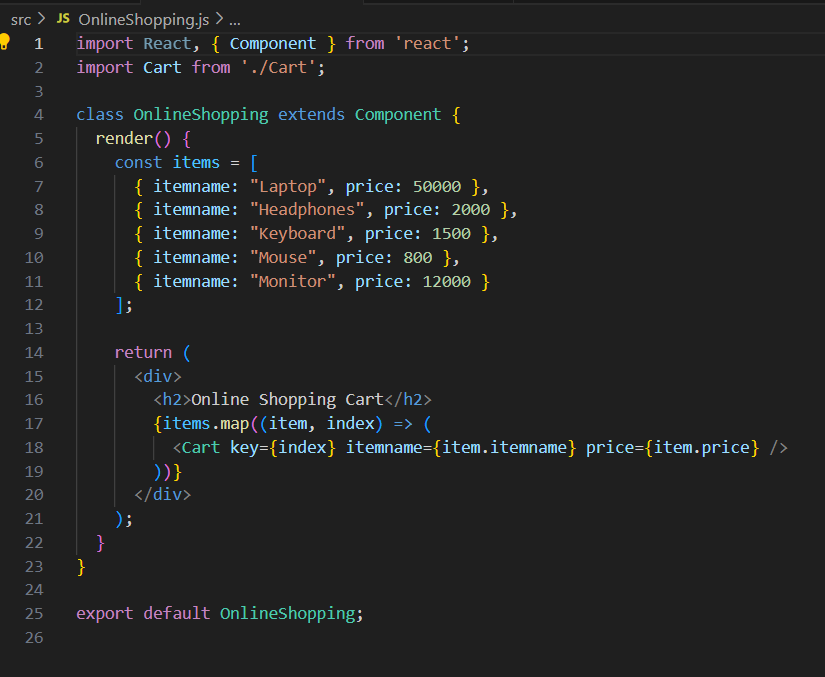 src > JS OnlineShopping.js > ...
1 import React, { Component } from 'react';
2 import Cart from './Cart';
3
4 class OnlineShopping extends Component {
5   render() {
6     const items = [
7       { itemname: "Laptop", price: 50000 },
8       { itemname: "Headphones", price: 2000 },
9       { itemname: "Keyboard", price: 1500 },
10       { itemname: "Mouse", price: 800 },
11       { itemname: "Monitor", price: 12000 }
12     ];
13
14     return (
15       <div>
16         <h2>Online Shopping Cart</h2>
17         {items.map((item, index) => (
18           <Cart key={index} itemname={item.itemname} price={item.price} />
19         ))}
20       </div>
21     );
22   }
23 }
24
25 export default OnlineShopping;
26